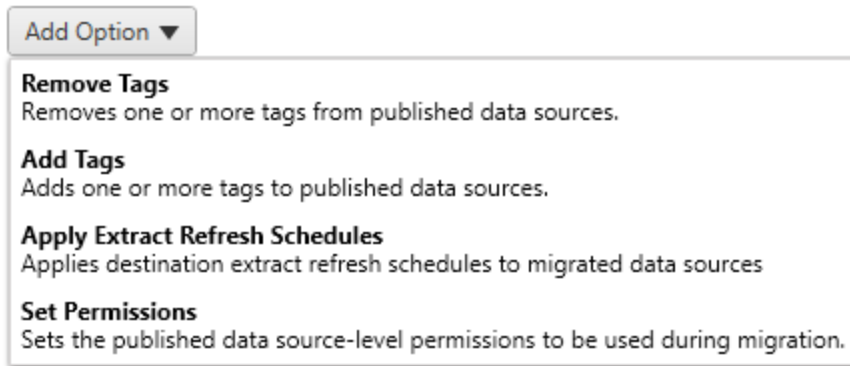 Add Option ▼
Remove Tags
Removes one or more tags from published data sources.
Add Tags
Adds one or more tags to published data sources.
Apply Extract Refresh Schedules
Applies destination extract refresh schedules to migrated data sources
Set Permissions
Sets the published data source-level permissions to be used during migration.